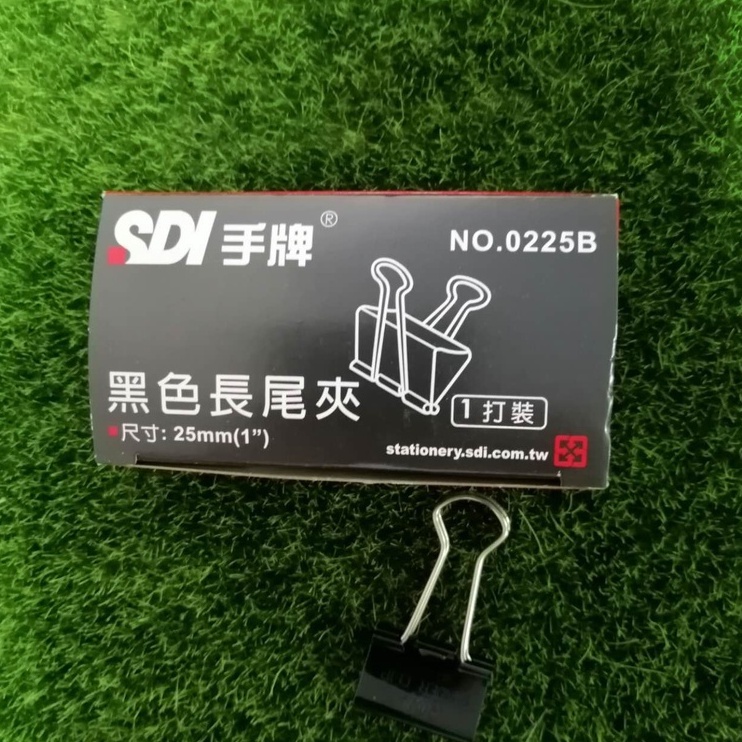 SDI 手牌®
NO.0225B
黑色長尾夾
尺寸: 25mm(1”)
1打裝
stationery.sdi.com.tw